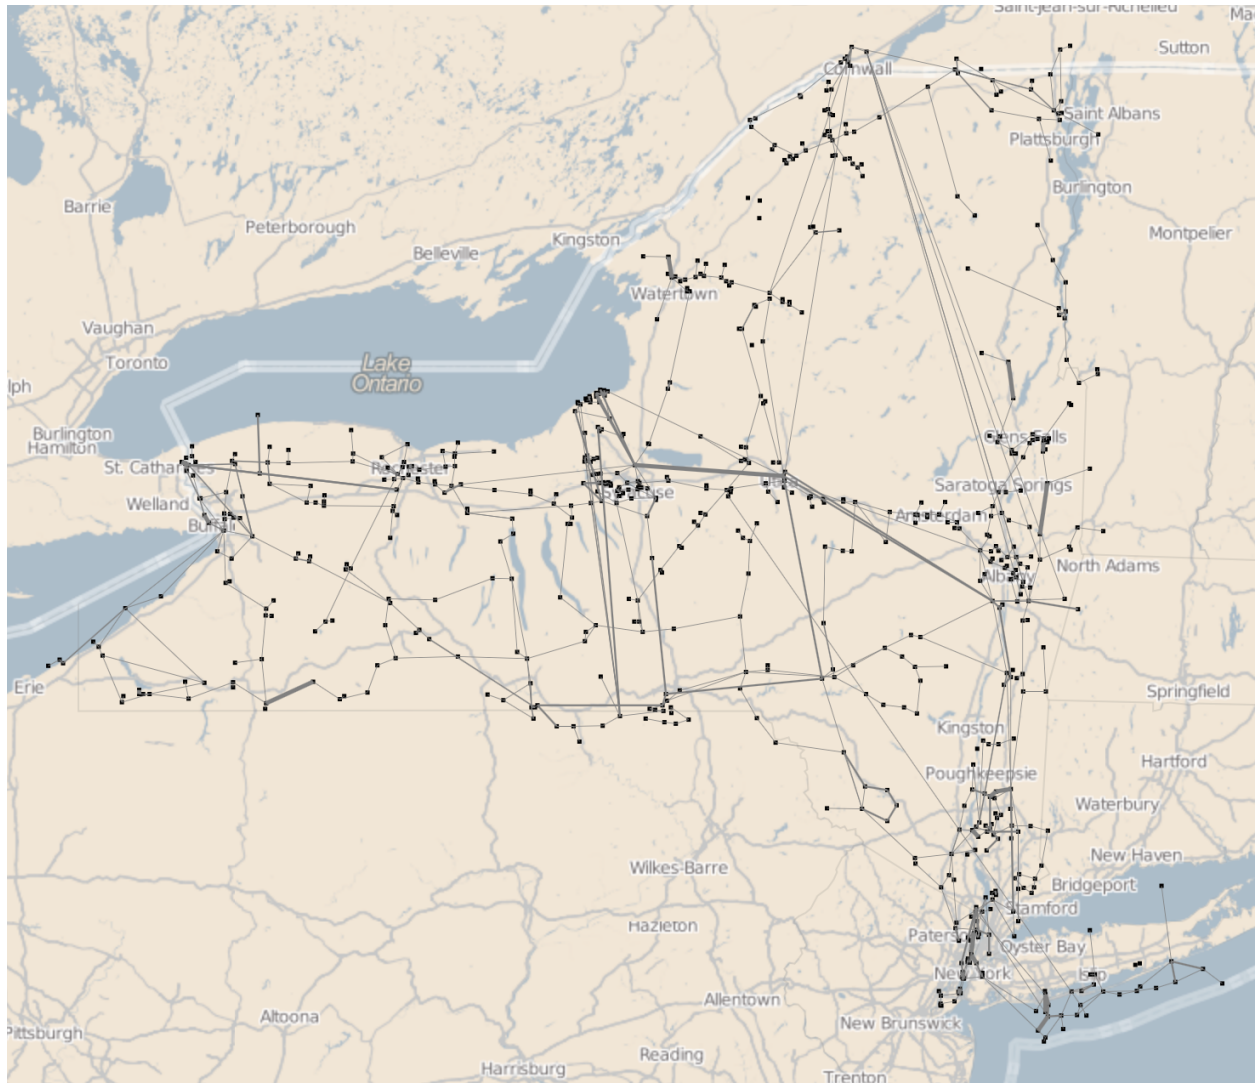 Saint-Jean-sur-Richelieu
Sutton
Cornwall
Saint Albans
Plattsburgh
Barrie
Burlington
Peterborough
Kingston
Montpelier
Belleville
Watertown
Vaughan
Toronto
Lake
Ontario
Burlington
Hamilton
Glens Falls
St. Catharines
Rochester
Saratoga Springs
Syracuse
Utica
Welland
Amsterdam
Buffalo
North Adams
Albany
Erie
Springfield
Kingston
Hartford
Poughkeepsie
Waterbury
New Haven
Wilkes-Barre
Bridgeport
Stamford
Hazleton
Oyster Bay
New York
Islip
Allentown
Altoona
New Brunswick
Pittsburgh
Reading
Harrisburg
Trenton